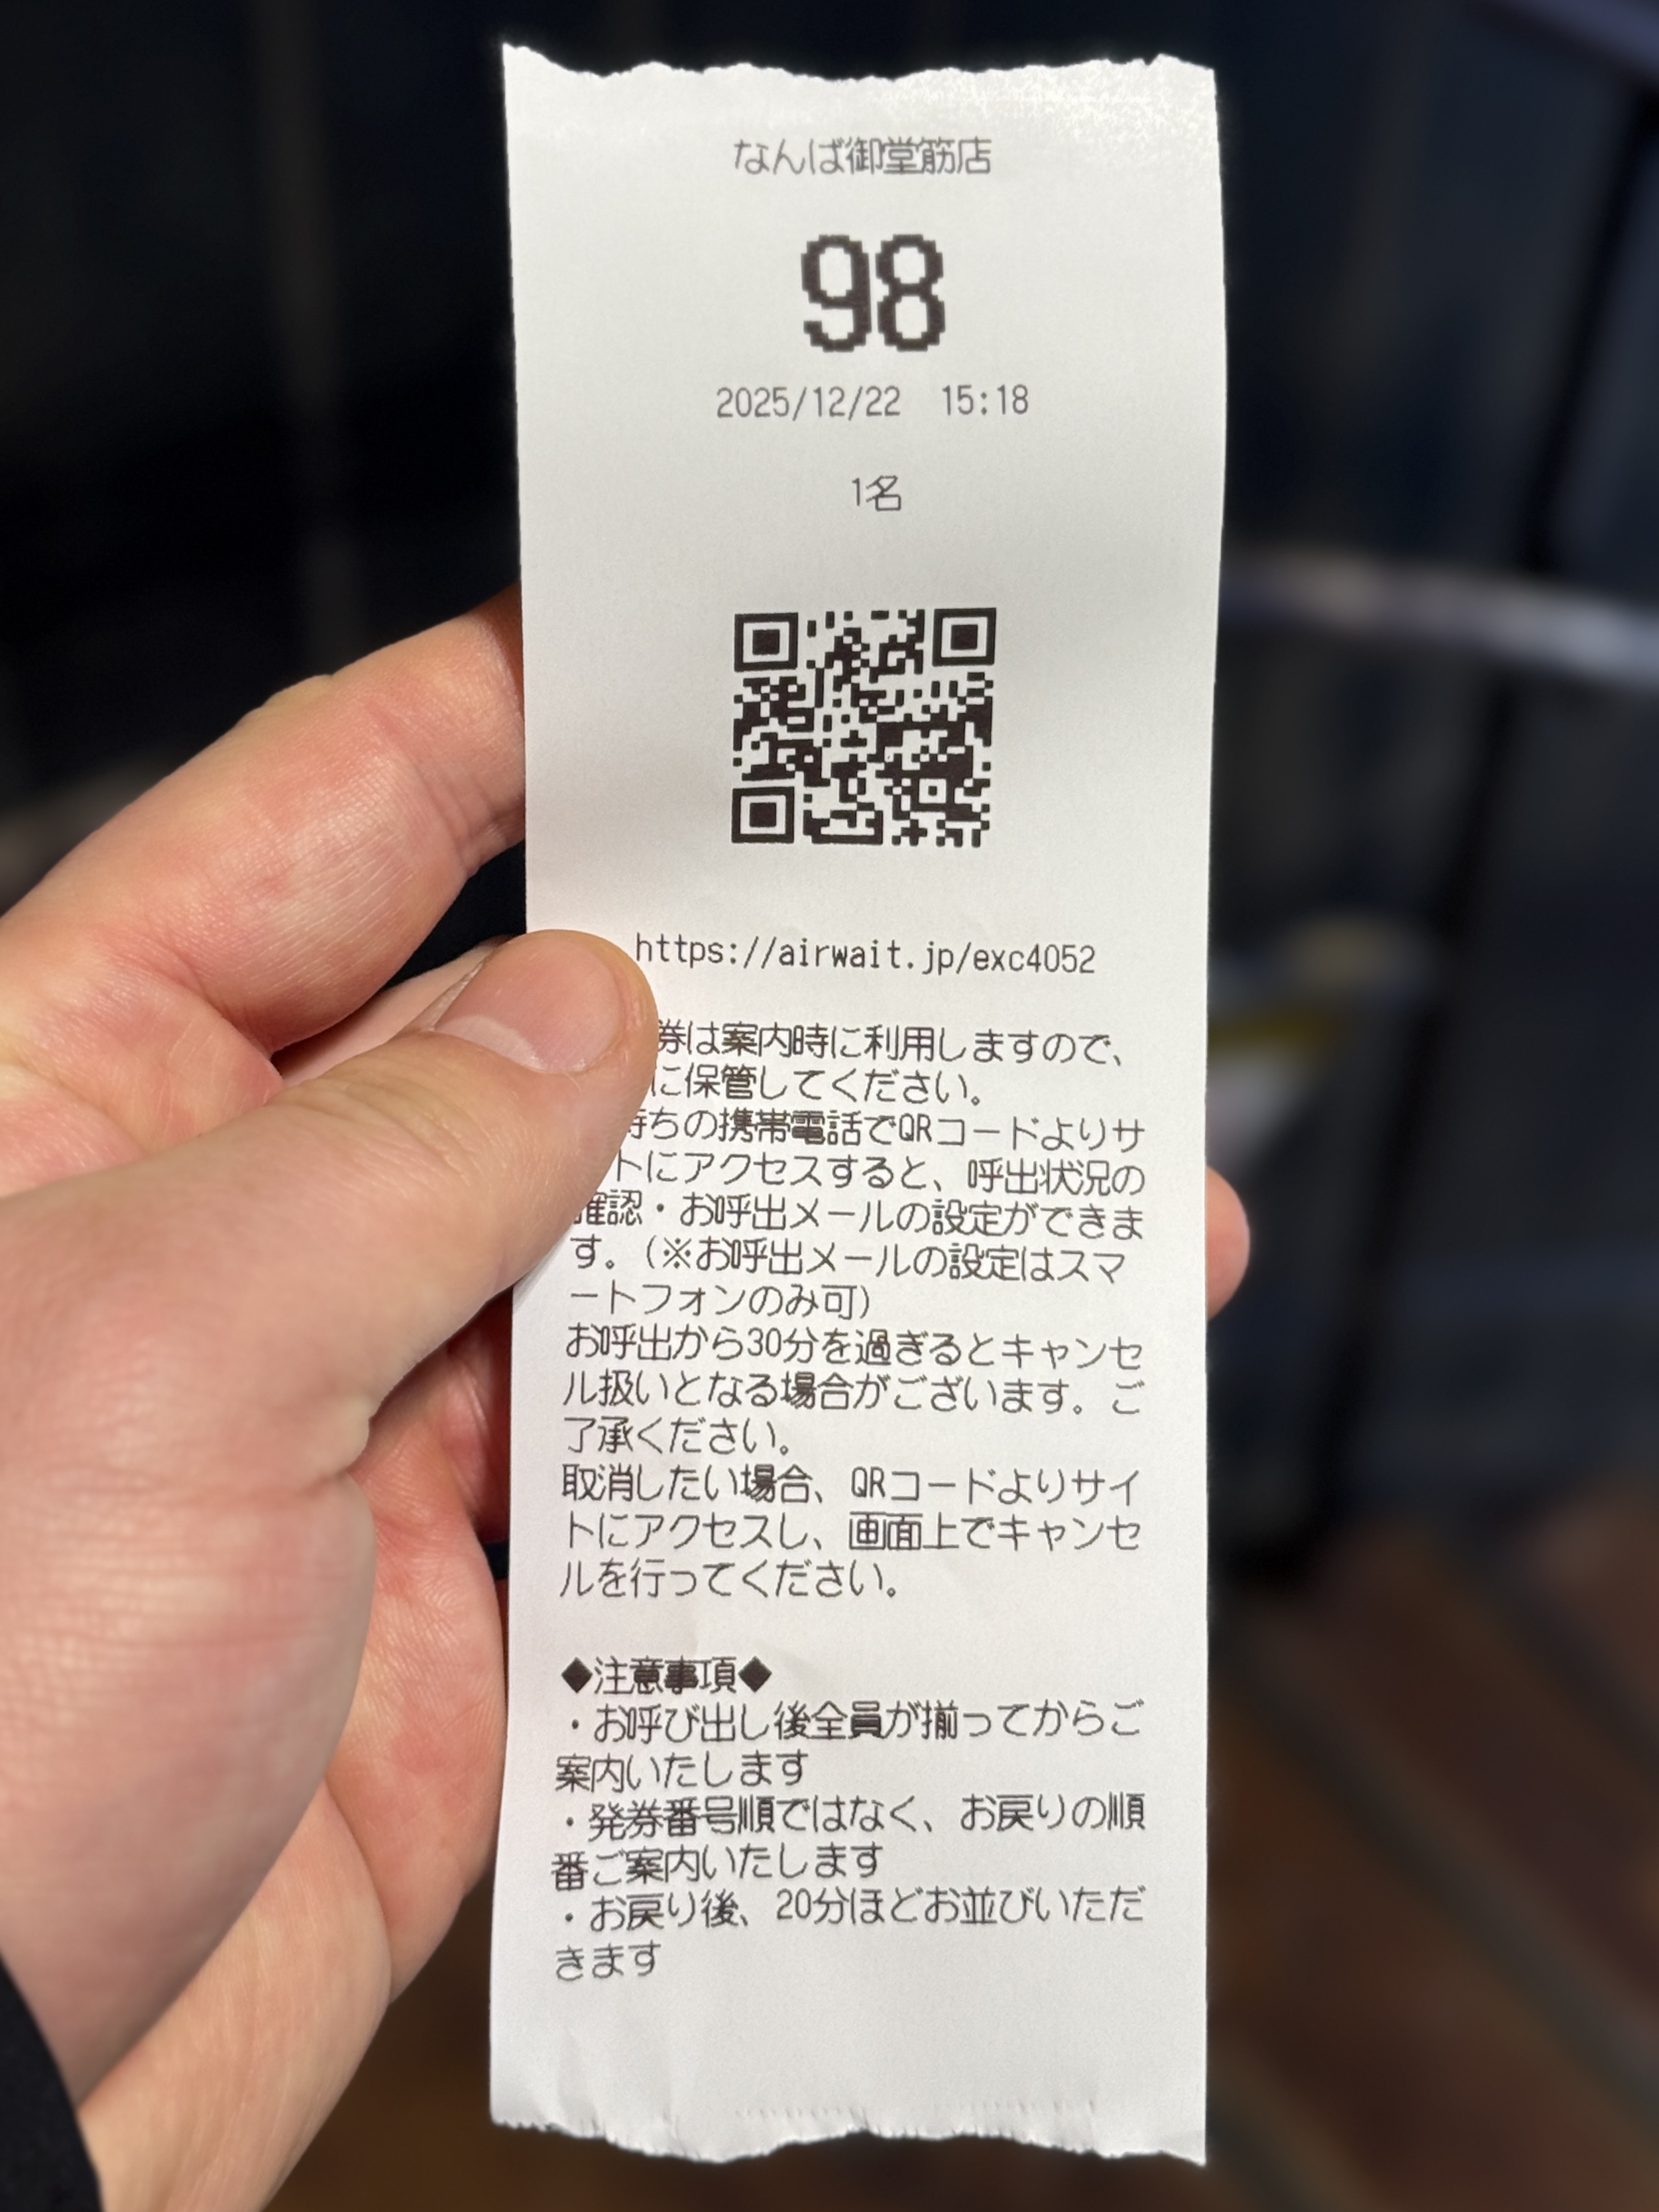 なんば御堂筋店
98
2025/12/22 15:18
1名
https://airwait.jp/exc4052
券は案内時に利用しますので、
に保管してください。
持ちの携帯電話でQRコードよりサ
トにアクセスすると、呼出状況の
確認・お呼出メールの設定ができま
す。(※お呼出メールの設定はスマ
ートフォンのみ可)
お呼出から30分を過ぎるとキャンセ
ル扱いとなる場合がございます。ご
了承ください。
取消したい場合、QRコードよりサイ
トにアクセスし、画面上でキャンセ
ルを行ってください。
◆注意事項◆
・お呼び出し後全員が揃ってからご
案内いたします
・発券番号順ではなく、お戻りの順
番ご案内いたします
・お戻り後、20分ほどお並びいただ
きます